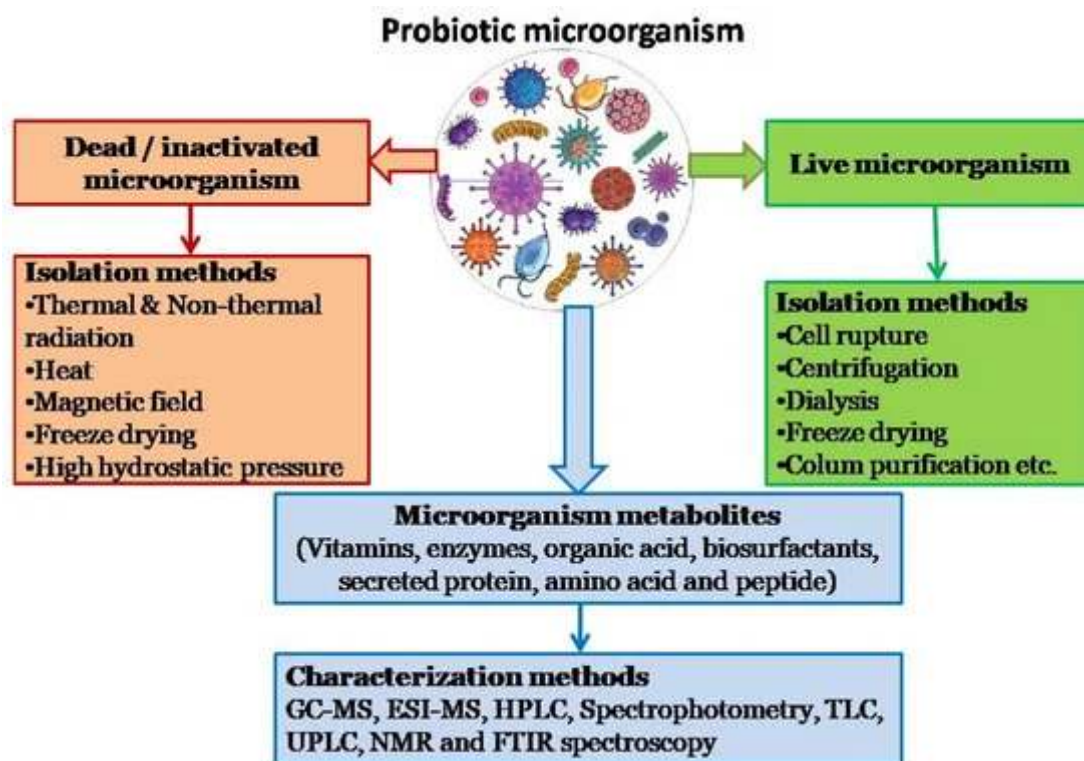 Probiotic microorganism
Dead / inactivated
microorganism
Isolation methods
•Thermal & Non-thermal
radiation
•Heat
•Magnetic field
•Freeze drying
•High hydrostatic pressure
Live microorganism
Isolation methods
•Cell rupture
•Centrifugation
•Dialysis
•Freeze drying
•Colum purification etc.
Microorganism metabolites
(Vitamins, enzymes, organic acid, biosurfactants,
secreted protein, amino acid and peptide)
Characterization methods
GC-MS, ESI-MS, HPLC, Spectrophotometry, TLC,
UPLC, NMR and FTIR spectroscopy